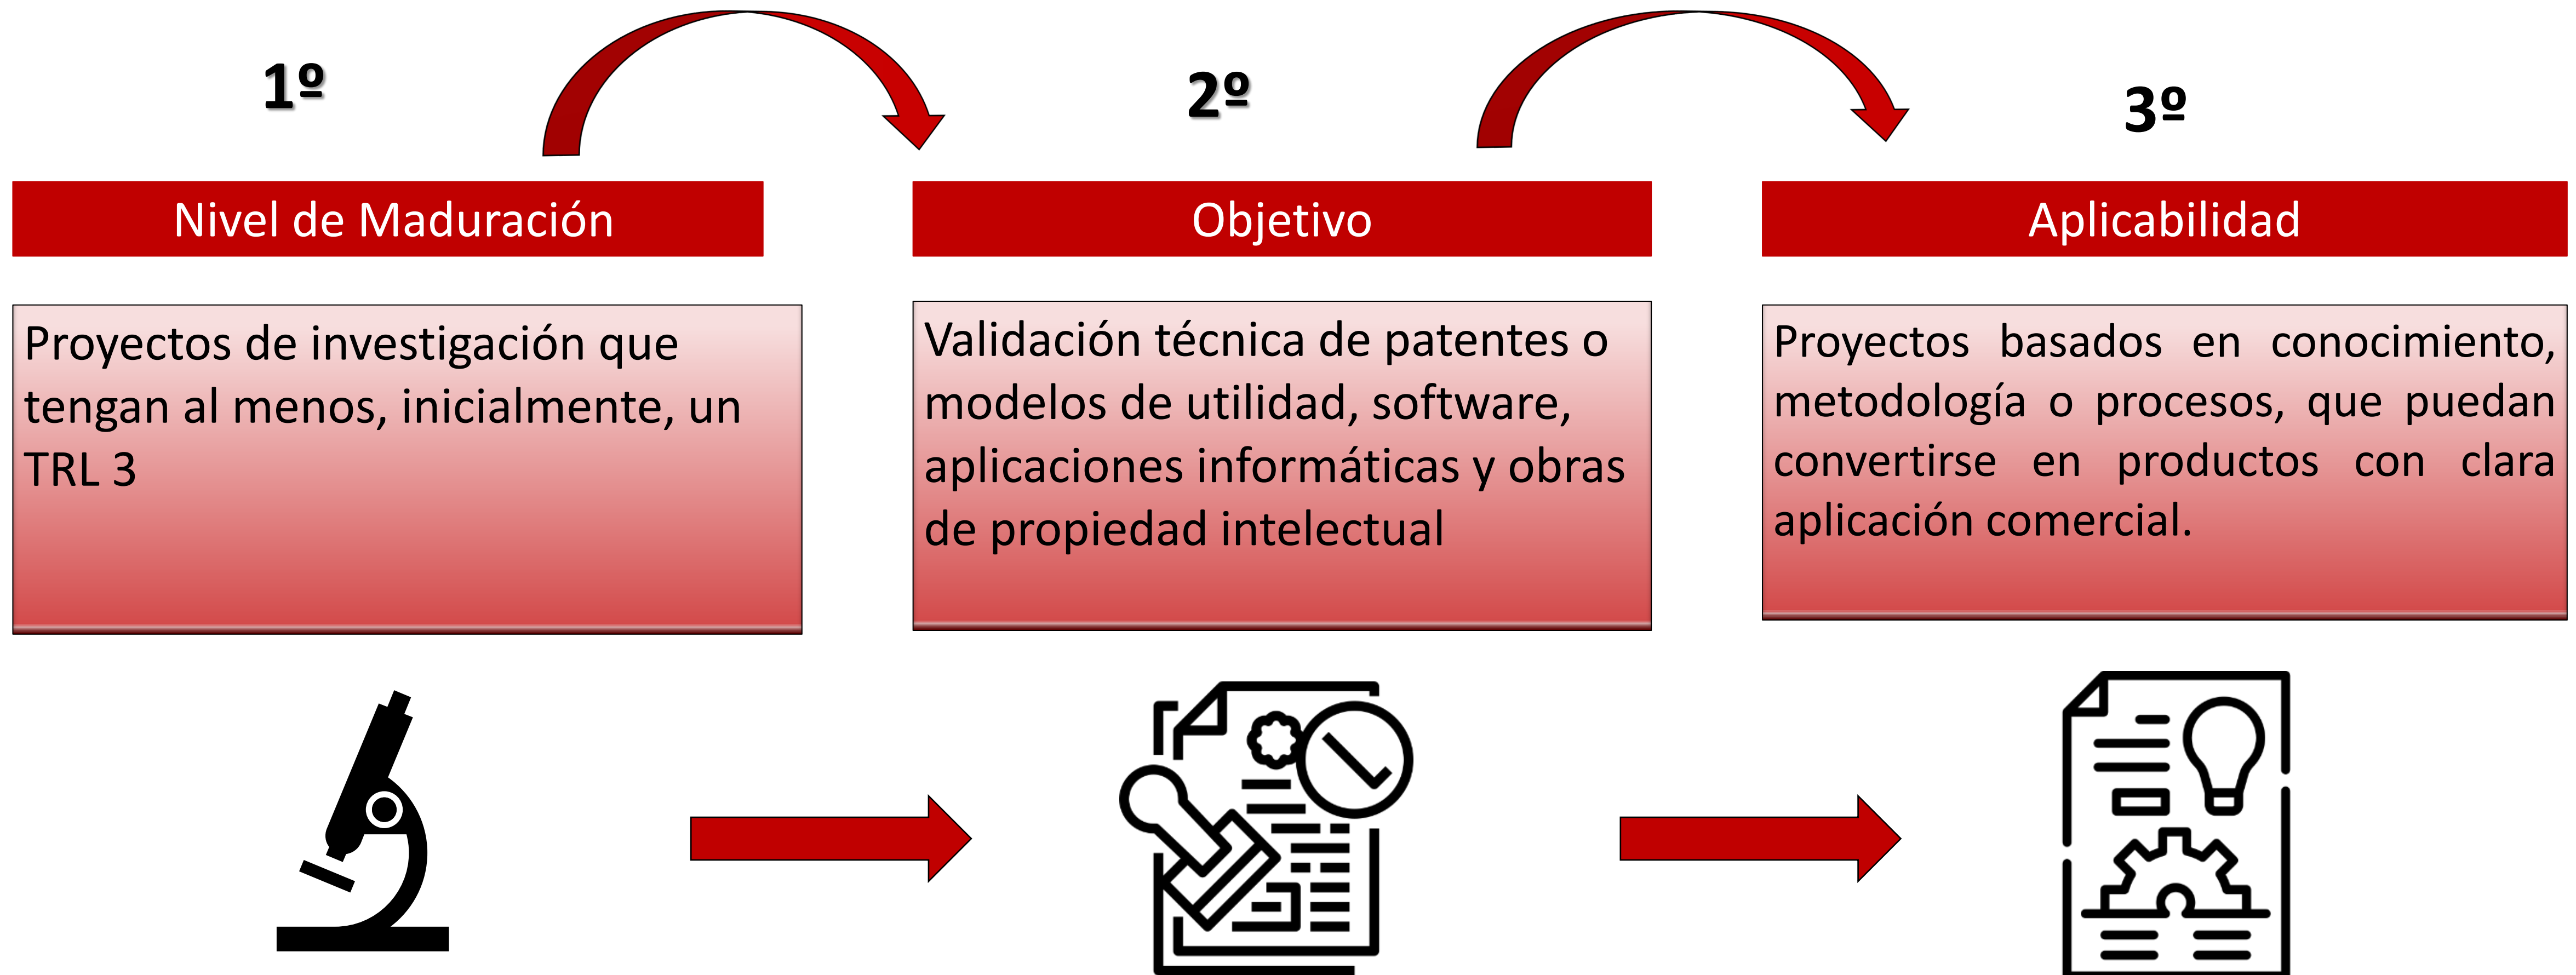 1º
2º
3º
Nivel de Maduración
Objetivo
Aplicabilidad
Proyectos de investigación que
tengan al menos, inicialmente, un
TRL 3
Validación técnica de patentes o
modelos de utilidad, software,
aplicaciones informáticas y obras
de propiedad intelectual
Proyectos basados en conocimiento,
metodología o procesos, que puedan
convertirse en productos con clara
aplicación comercial.